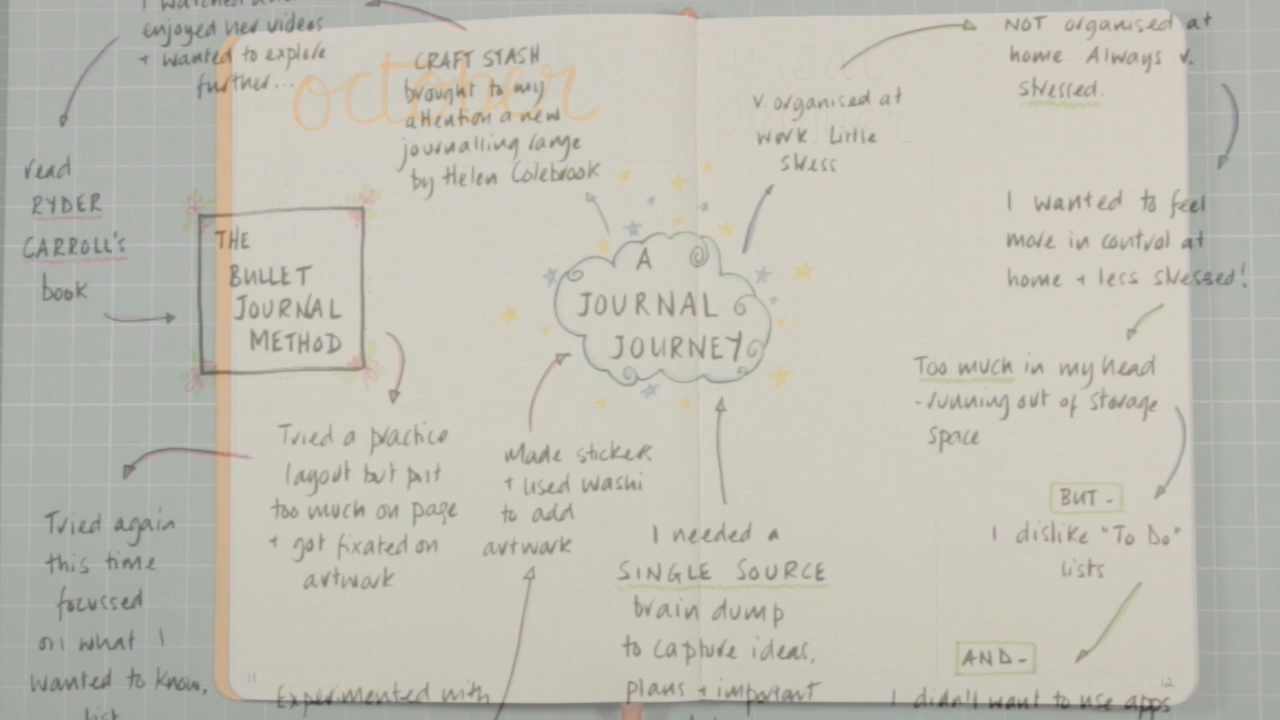 I watched and
enjoyed her videos
+ wanted to explore
further...
CRAFT STASH
brought to my
attention a new
journalling range
by Helen Colebrook
october
V. organised at
work Little
stress
NOT organised at
home. Always v.
stressed.
read
RYDER
CARROLL's
book
THE
BULLET
JOURNAL
METHOD
A
JOURNAL
JOURNEY
I wanted to feel
more in control at
home + less stressed!
Too much in my head
- running out of storage
space
BUT -
I dislike "To Do"
lists
AND -
I didn't want to use apps
Tried a practice
layout but put
too much on page
+ got fixated on
artwork
Made stickers
+ used washi
to add
artwork
I needed a
SINGLE SOURCE
brain dump
to capture ideas,
plans + important
Tried again
this time
focussed
on what I
wanted to know,
list
Experimented with
11
12